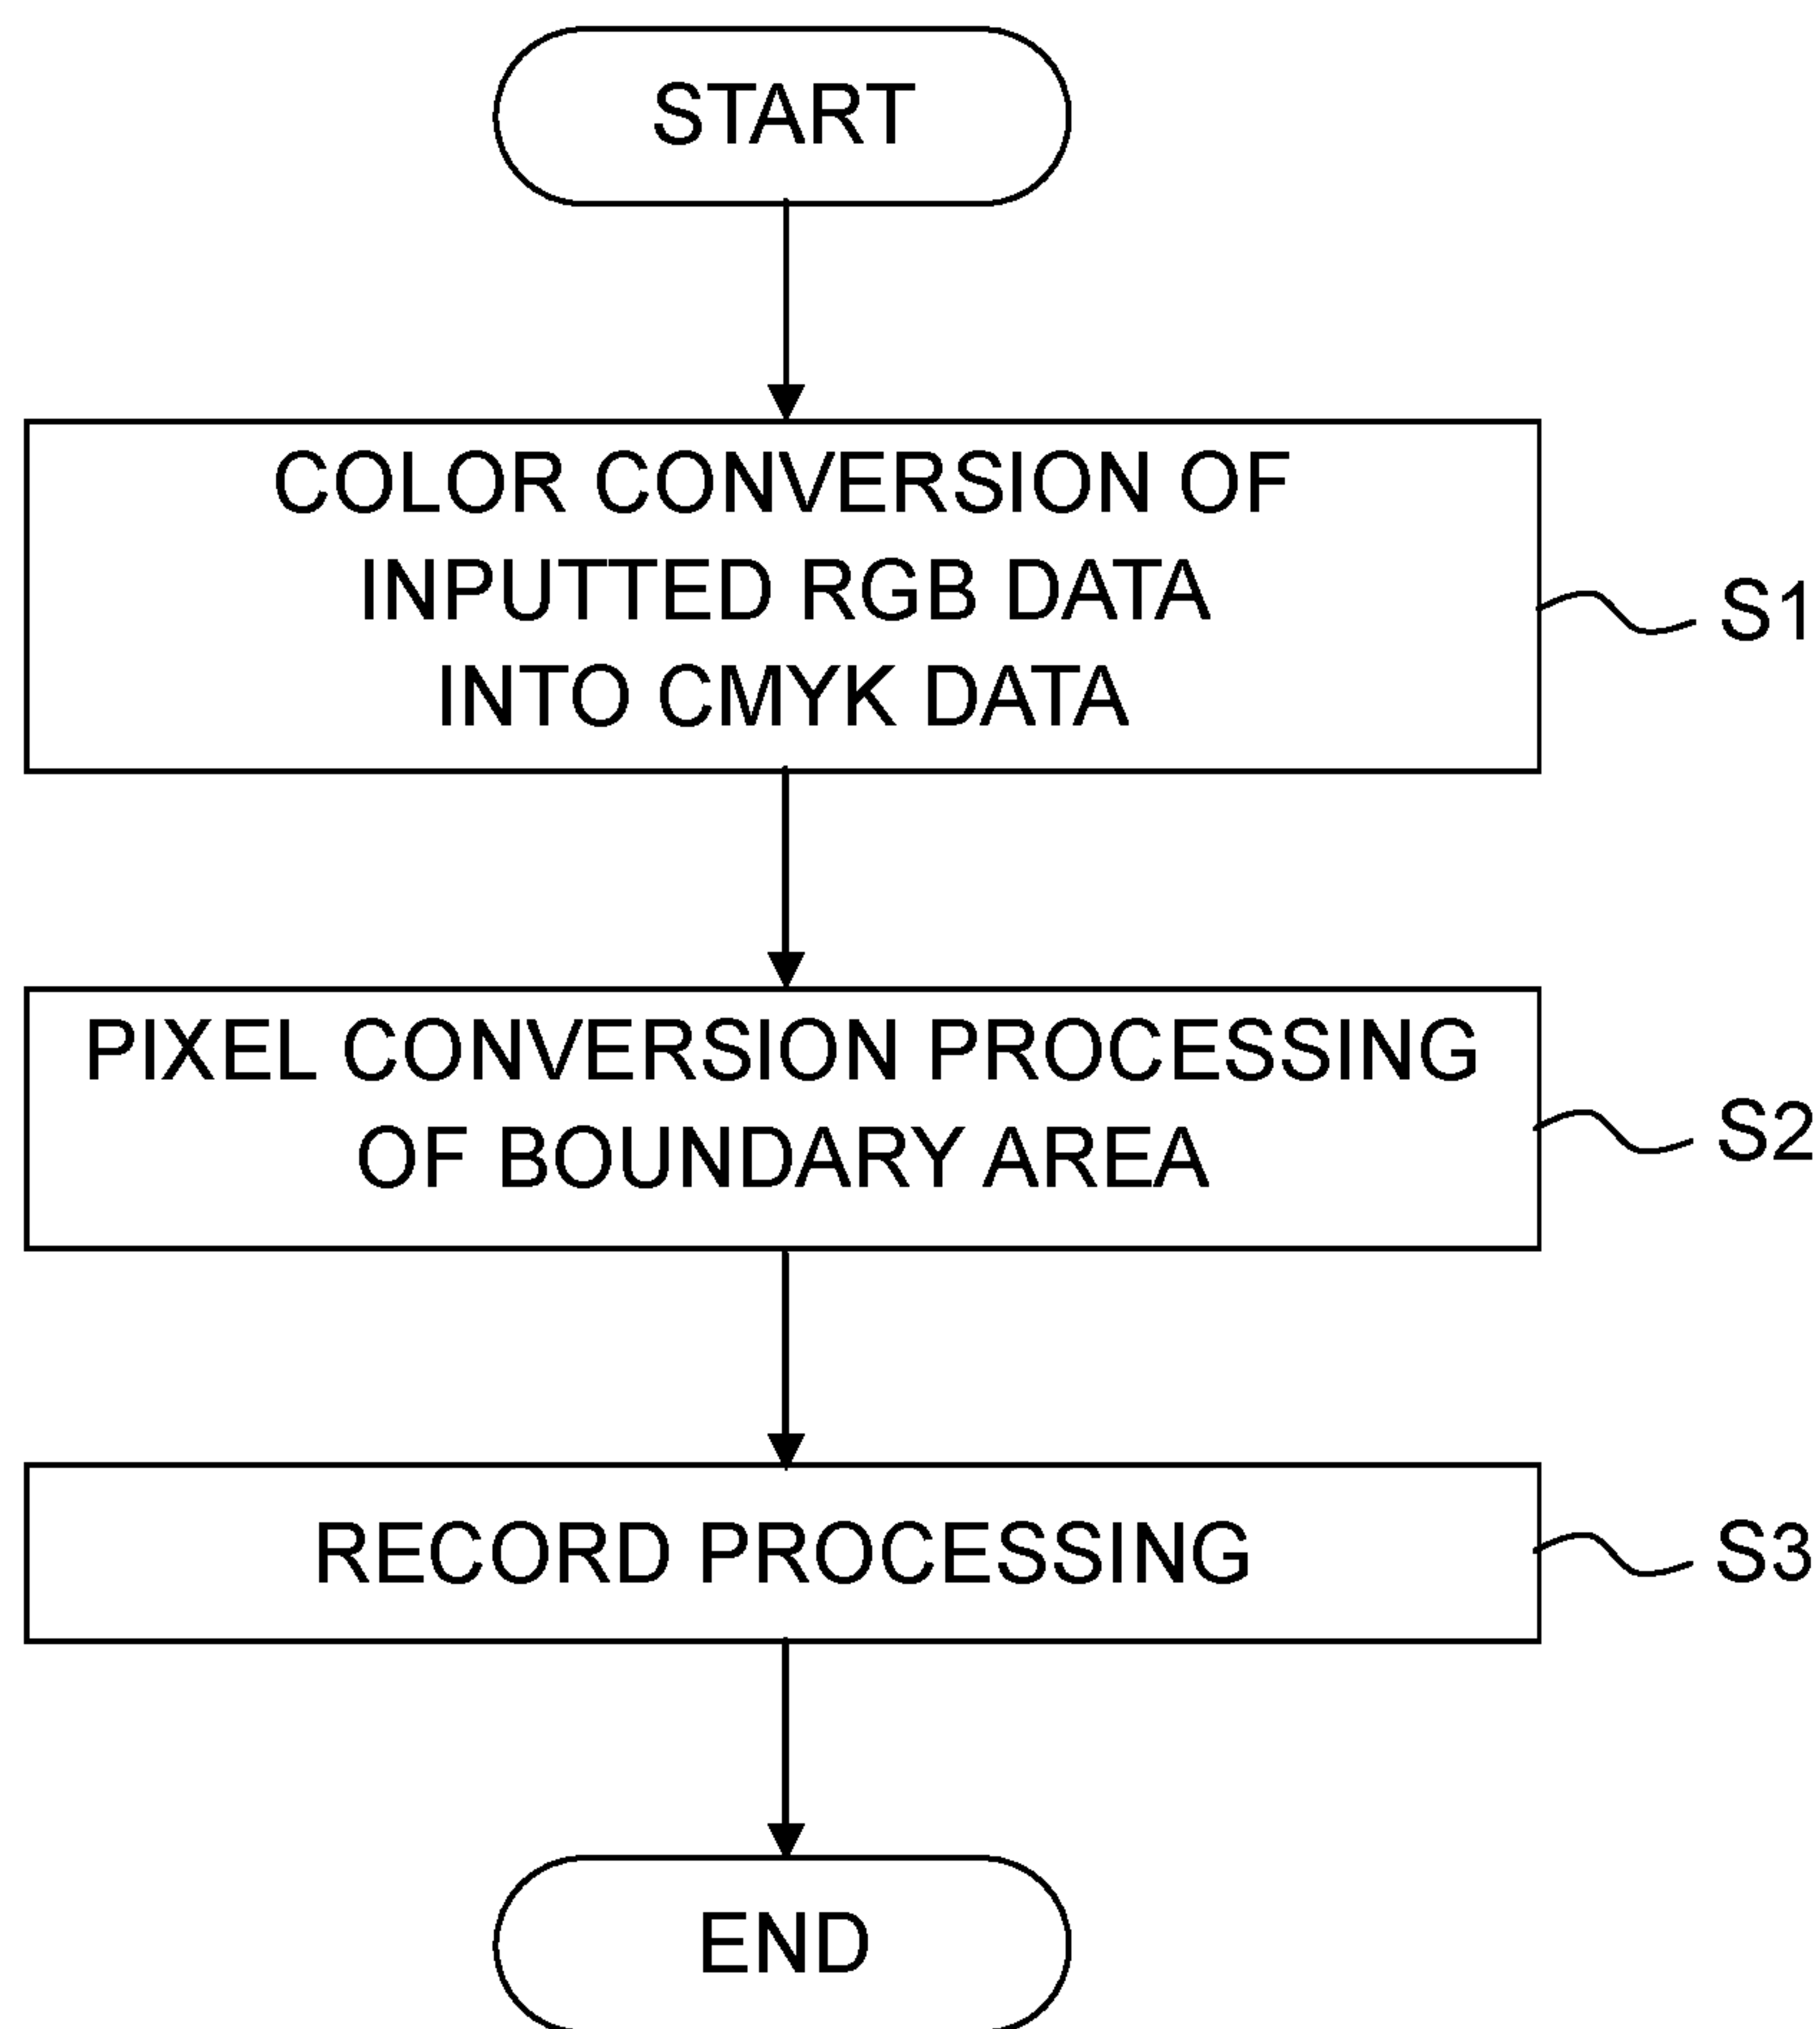 START
COLOR CONVERSION OF
INPUTTED RGB DATA
INTO CMYK DATA
S1
PIXEL CONVERSION PROCESSING
OF BOUNDARY AREA
S2
RECORD PROCESSING
S3
END